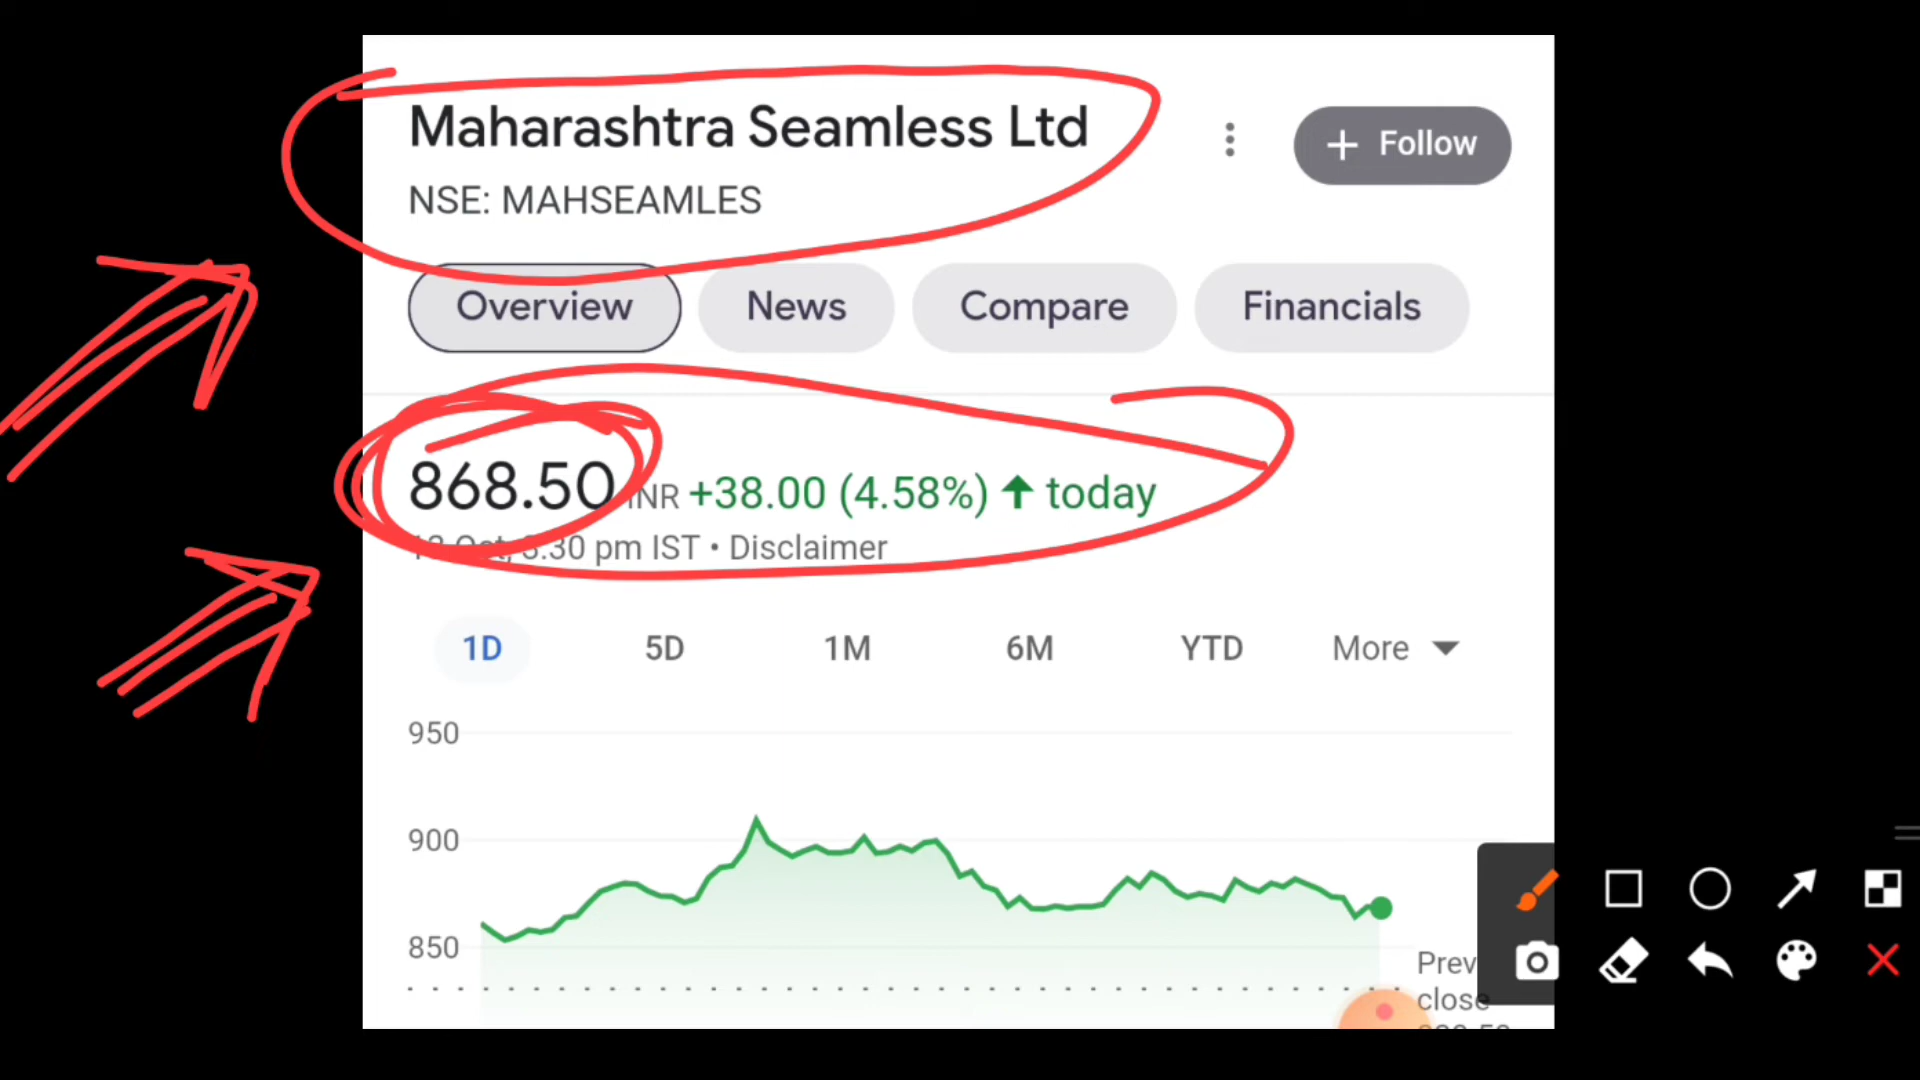 Maharashtra Seamless Ltd
+ Follow
NSE: MAHSEAMLES
Overview
News
Compare
Financials
868.50 INR +38.00 (4.58%) ↑ today
pm IST • Disclaimer
1D
5D
1M
6M
YTD
More
950
900
850
Prev
close